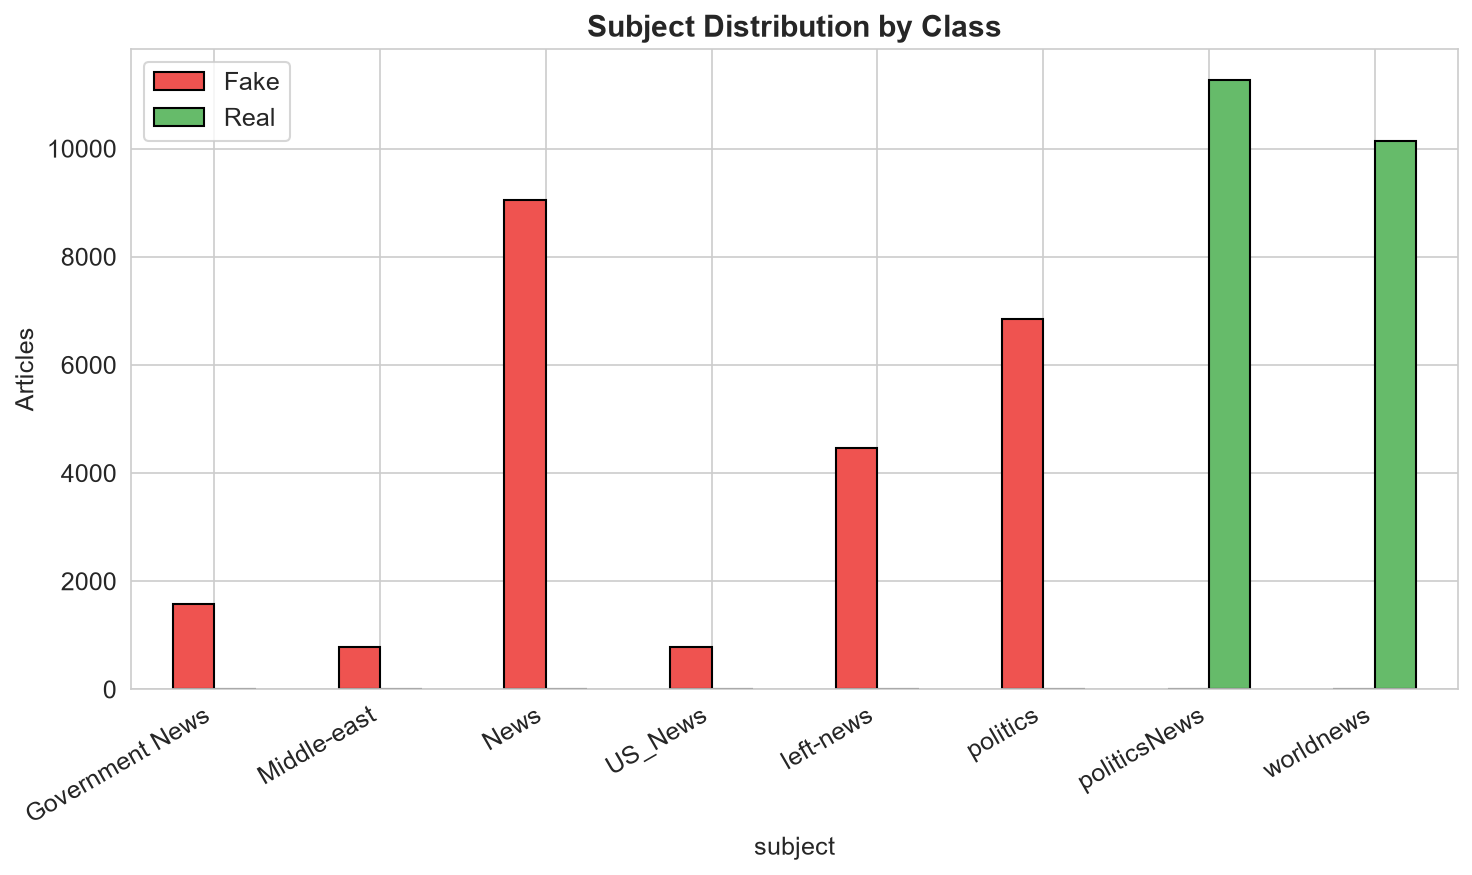 Subject Distribution by Class
Fake
Real
Articles
10000
8000
6000
4000
2000
0
Government News
Middle-east
News
US_News
left-news
politics
politicsNews
worldnews
subject